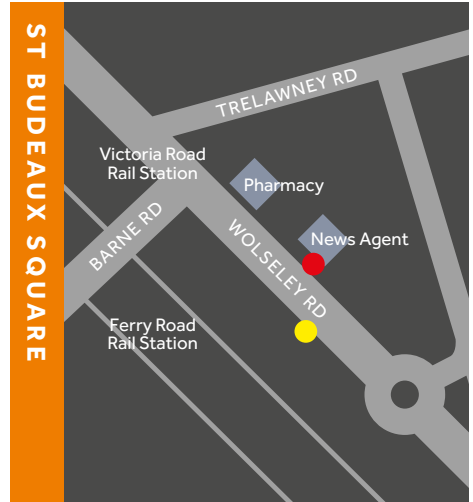 ST BUDEAUX SQUARE
TRELAWNEY RD
Victoria Road
Rail Station
Pharmacy
BARNE RD
WOLSELEY RD
News Agent
Ferry Road
Rail Station